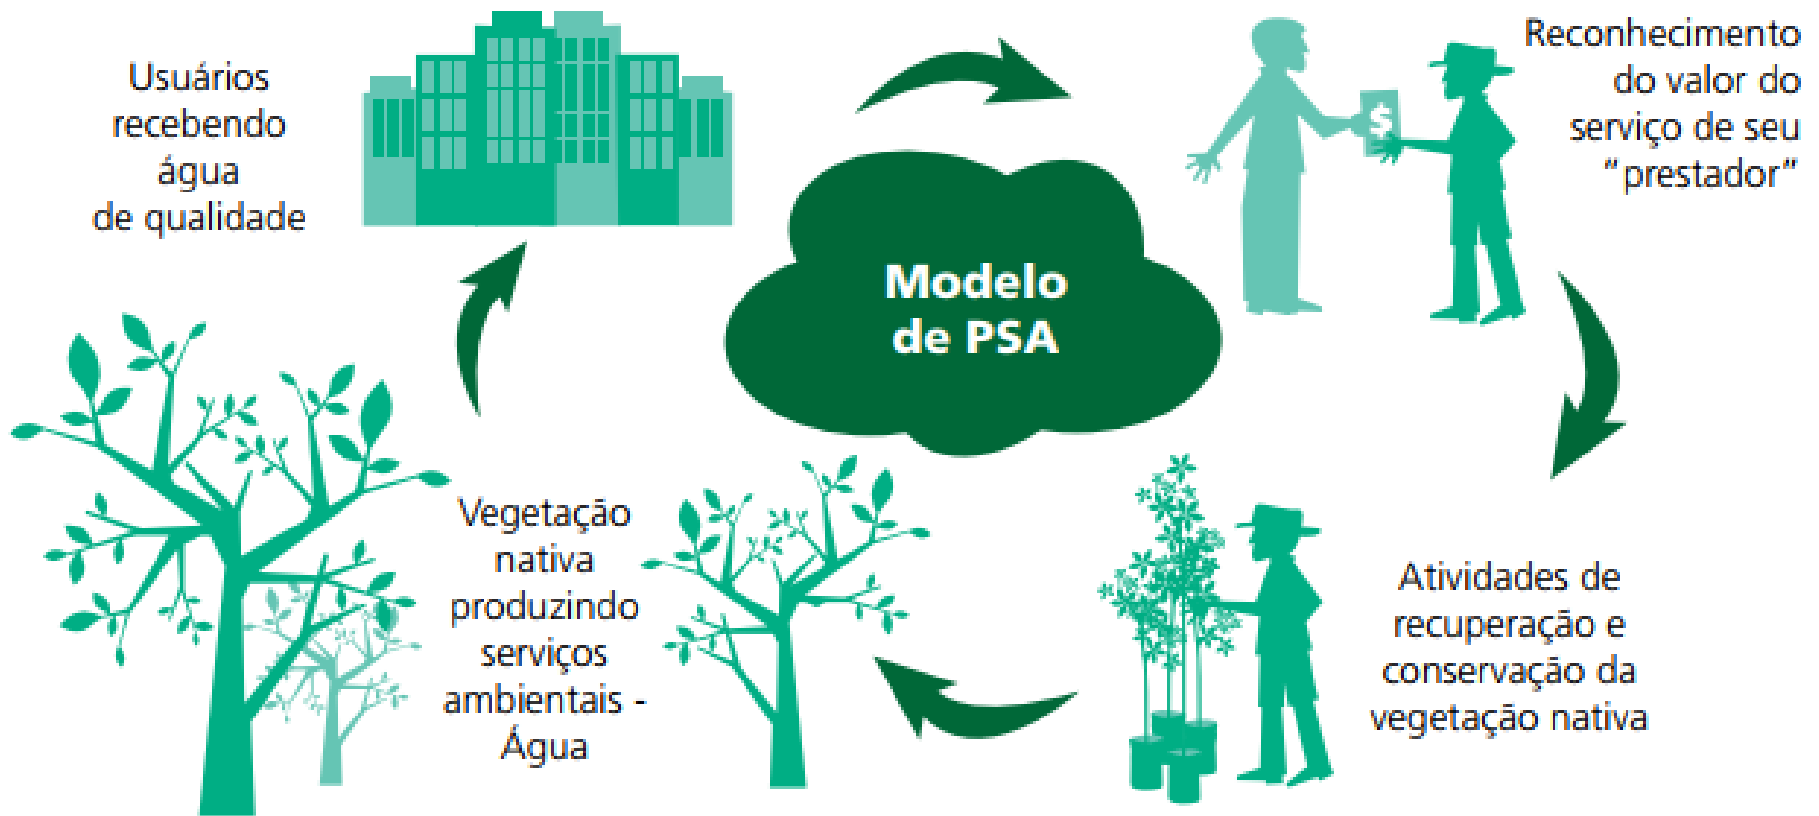 Usuários
recebendo
água
de qualidade
Reconhecimento
do valor do
serviço de seu
“prestador”
$
Modelo
de PSA
Vegetação
nativa
produzindo
serviços
ambientais -
Água
Atividades de
recuperação e
conservação da
vegetação nativa